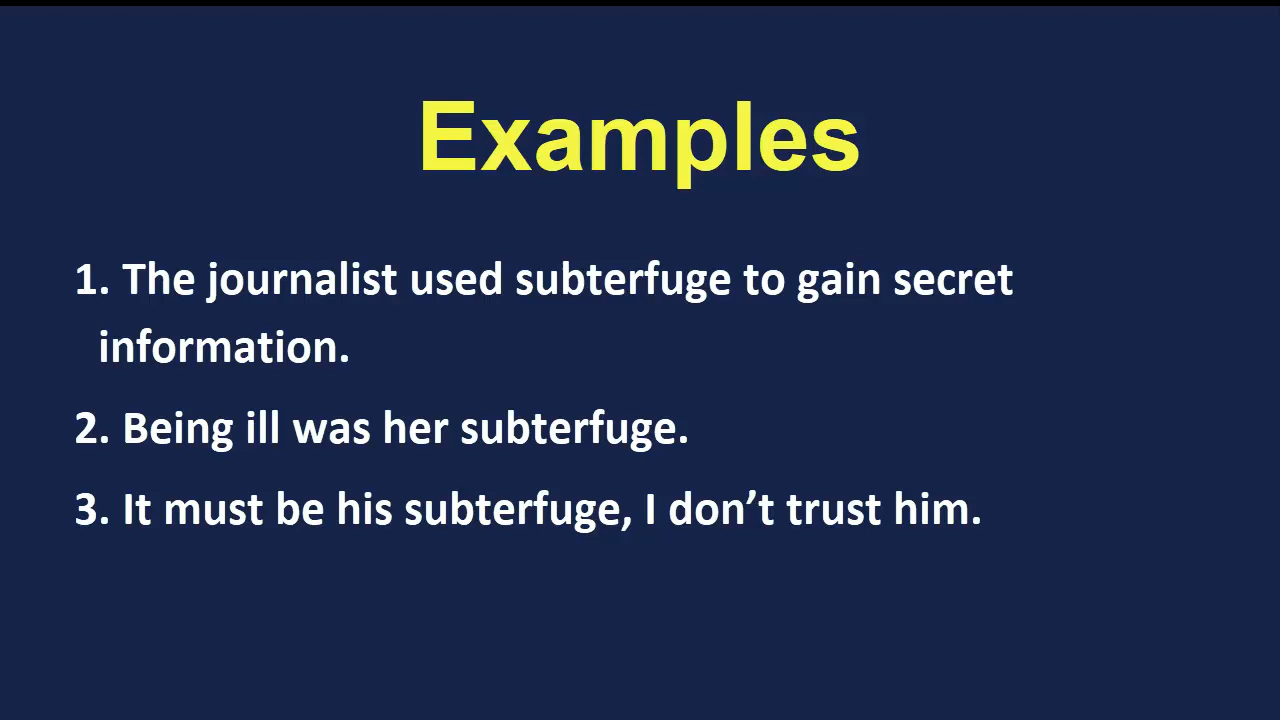 Examples
1. The journalist used subterfuge to gain secret
information.
2. Being ill was her subterfuge.
3. It must be his subterfuge, I don’t trust him.